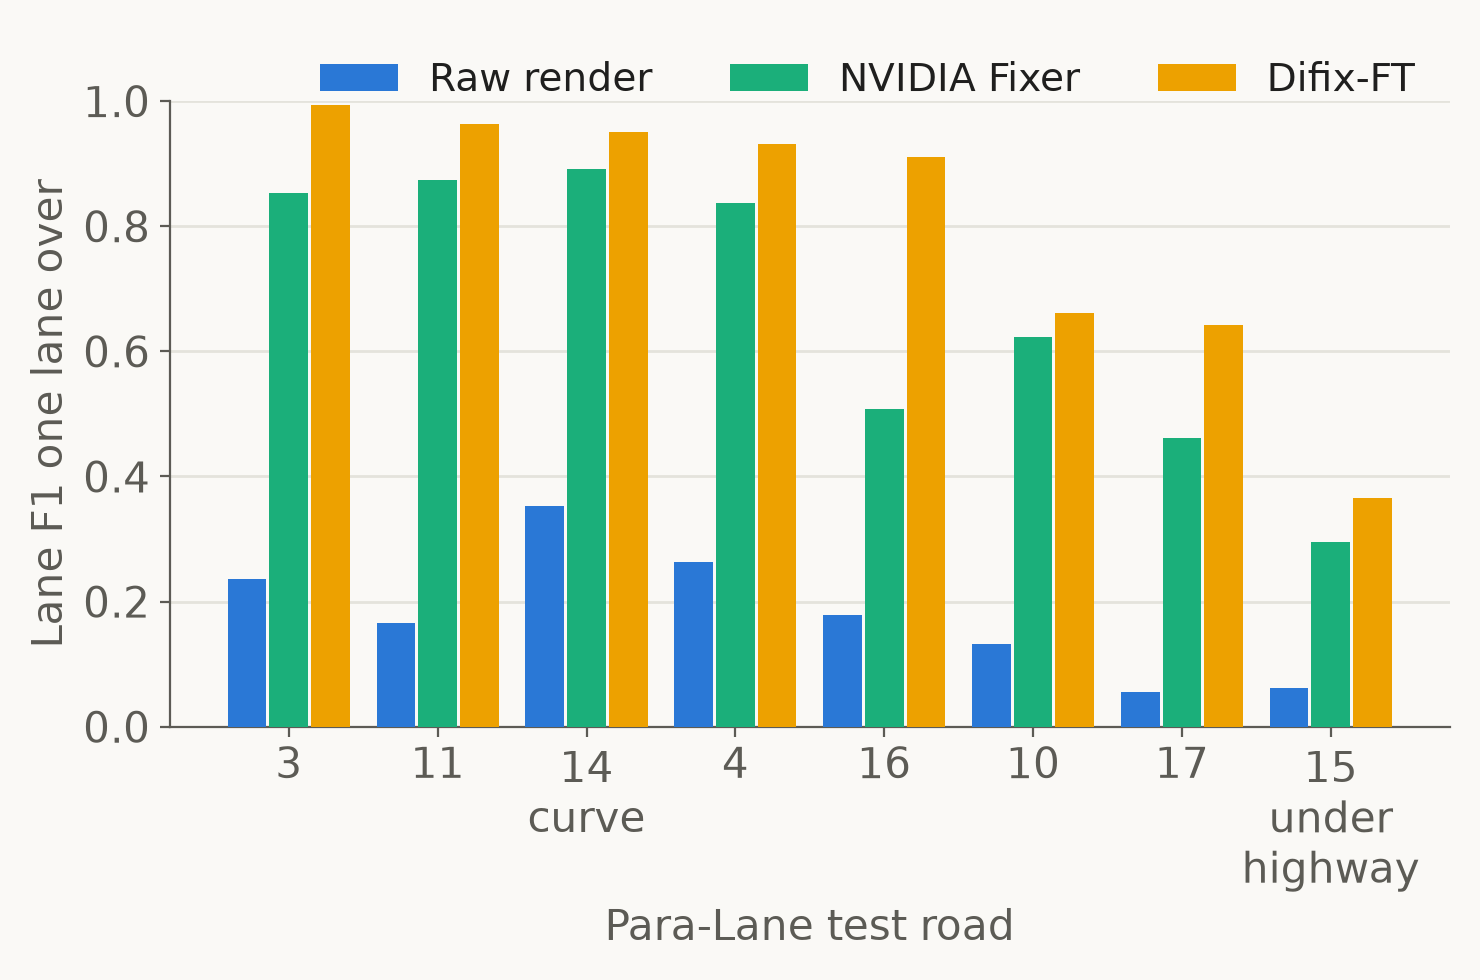 Raw render NVIDIA Fixer Difix-FT
Lane F1 one lane over
1.0
0.8
0.6
0.4
0.2
0.0
3 11 14 4 16 10 17 15
curve under
highway
Para-Lane test road